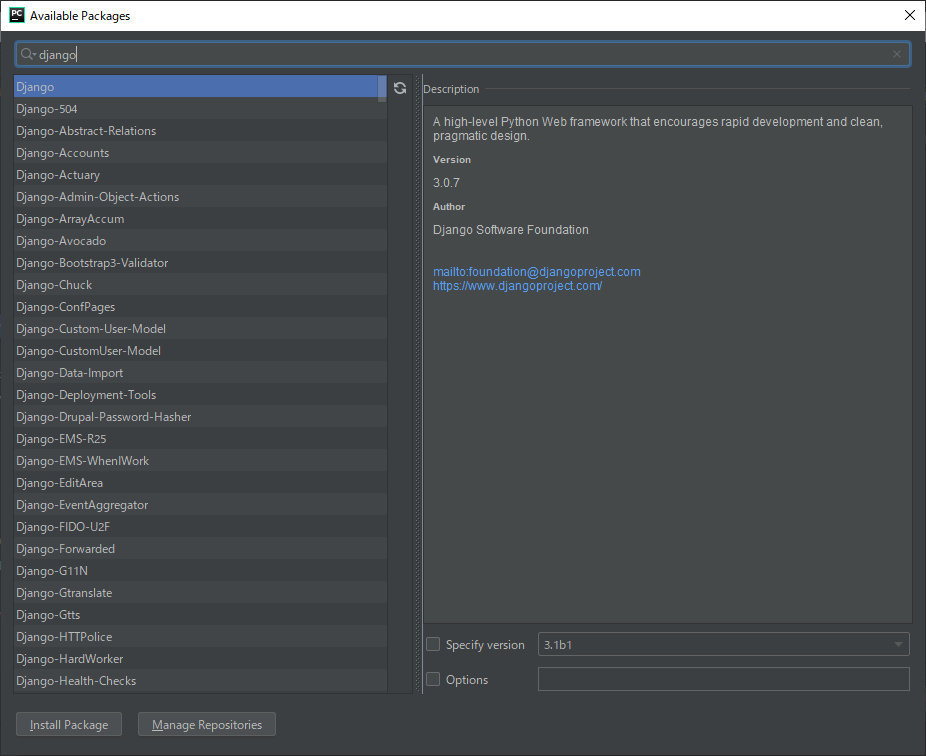 PC
Available Packages
django
Django
Django-504
Django-Abstract-Relations
Django-Accounts
Django-Actuary
Django-Admin-Object-Actions
Django-ArrayAccum
Django-Avocado
Django-Bootstrap3-Validator
Django-Chuck
Django-ConfPages
Django-Custom-User-Model
Django-CustomUser-Model
Django-Data-Import
Django-Deployment-Tools
Django-Drupal-Password-Hasher
Django-EMS-R25
Django-EMS-WhenIWork
Django-EditArea
Django-EventAggregator
Django-FIDO-U2F
Django-Forwarded
Django-G11N
Django-Gtranslate
Django-Gtts
Django-HTTPolice
Django-HardWorker
Django-Health-Checks
Description
A high-level Python Web framework that encourages rapid development and clean,
pragmatic design.
Version
3.0.7
Author
Django Software Foundation
mailto:foundation@djangoproject.com
https://www.djangoproject.com/
Specify version
3.1b1
Options
Install Package
Manage Repositories